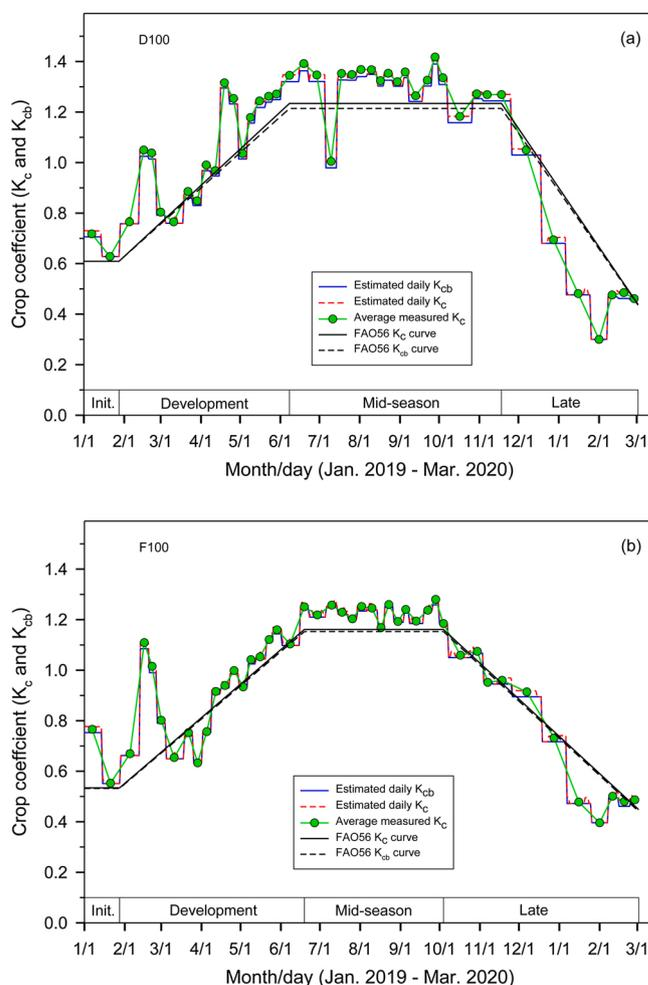 D100
(a)
Crop coeffcient (Kc and Kcb)
1.4
1.2
1.0
0.8
0.6
0.4
0.2
0.0
Estimated daily Kcb
Estimated daily Kc
Average measured Kc
FAO56 Kc curve
FAO56 Kcb curve
Init. Development Mid-season Late
1/1 2/1 3/1 4/1 5/1 6/1 7/1 8/1 9/1 10/1 11/1 12/1 1/1 2/1 3/1
Month/day (Jan. 2019 - Mar. 2020)
F100
(b)
Crop coeffcient (Kc and Kcb)
1.4
1.2
1.0
0.8
0.6
0.4
0.2
0.0
Estimated daily Kcb
Estimated daily Kc
Average measured Kc
FAO56 Kc curve
FAO56 Kcb curve
Init. Development Mid-season Late
1/1 2/1 3/1 4/1 5/1 6/1 7/1 8/1 9/1 10/1 11/1 12/1 1/1 2/1 3/1
Month/day (Jan. 2019 - Mar. 2020)